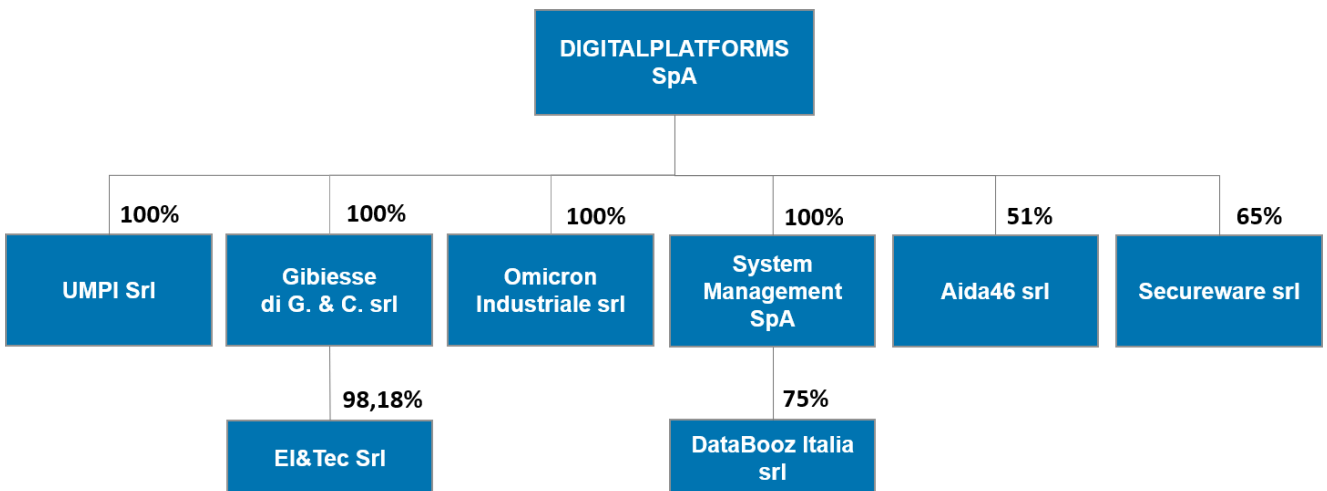 DIGITALPLATFORMS
SpA
100%
100%
100%
100%
51%
65%
UMPI Srl
Gibiesse
di G. & C. srl
Omicron
Industriale srl
System
Management
SpA
Aida46 srl
Secureware srl
98,18%
75%
EI&Tec Srl
DataBooz Italia
srl